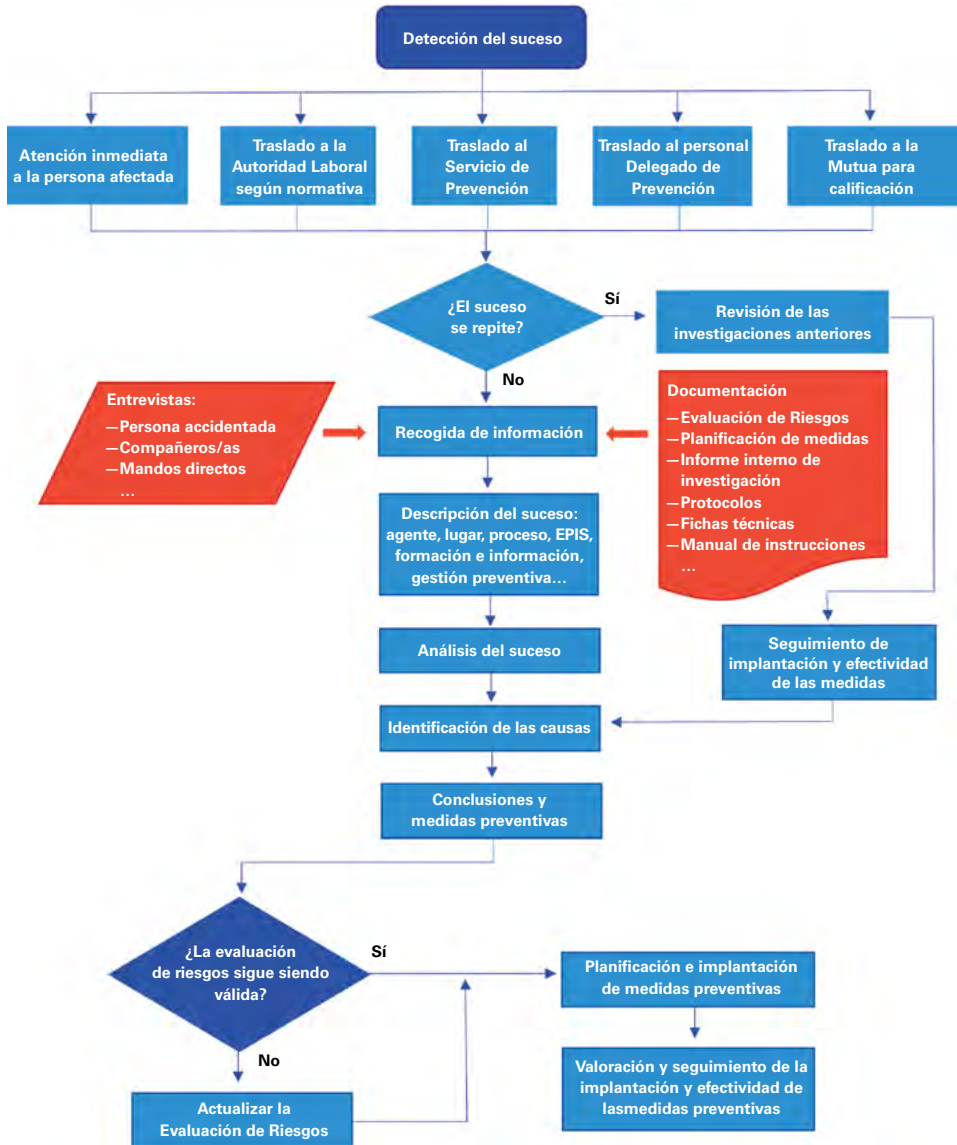 Detección del suceso
Atención inmediata
a la persona afectada
Traslado a la
Autoridad Laboral
según normativa
Traslado al
Servicio de
Prevención
Traslado al personal
Delegado de
Prevención
Traslado a la
Mutua para
calificación
¿El suceso
se repite?
Sí
Revisión de las
investigaciones anteriores
No
Entrevistas:
—Persona accidentada
—Compañeros/as
—Mandos directos
...
Recogida de información
Documentación
—Evaluación de Riesgos
—Planificación de medidas
—Informe interno de
investigación
—Protocolos
—Fichas técnicas
—Manual de instrucciones
...
Descripción del suceso:
agente, lugar, proceso, EPIS,
formación e información,
gestión preventiva...
Análisis del suceso
Seguimiento de
implantación y efectividad
de las medidas
Identificación de las causas
Conclusiones y
medidas preventivas
¿La evaluación
de riesgos sigue siendo
válida?
Sí
Planificación e implantación
de medidas preventivas
No
Valoración y seguimiento de la
implantación y efectividad de
lasmedidas preventivas
Actualizar la
Evaluación de Riesgos